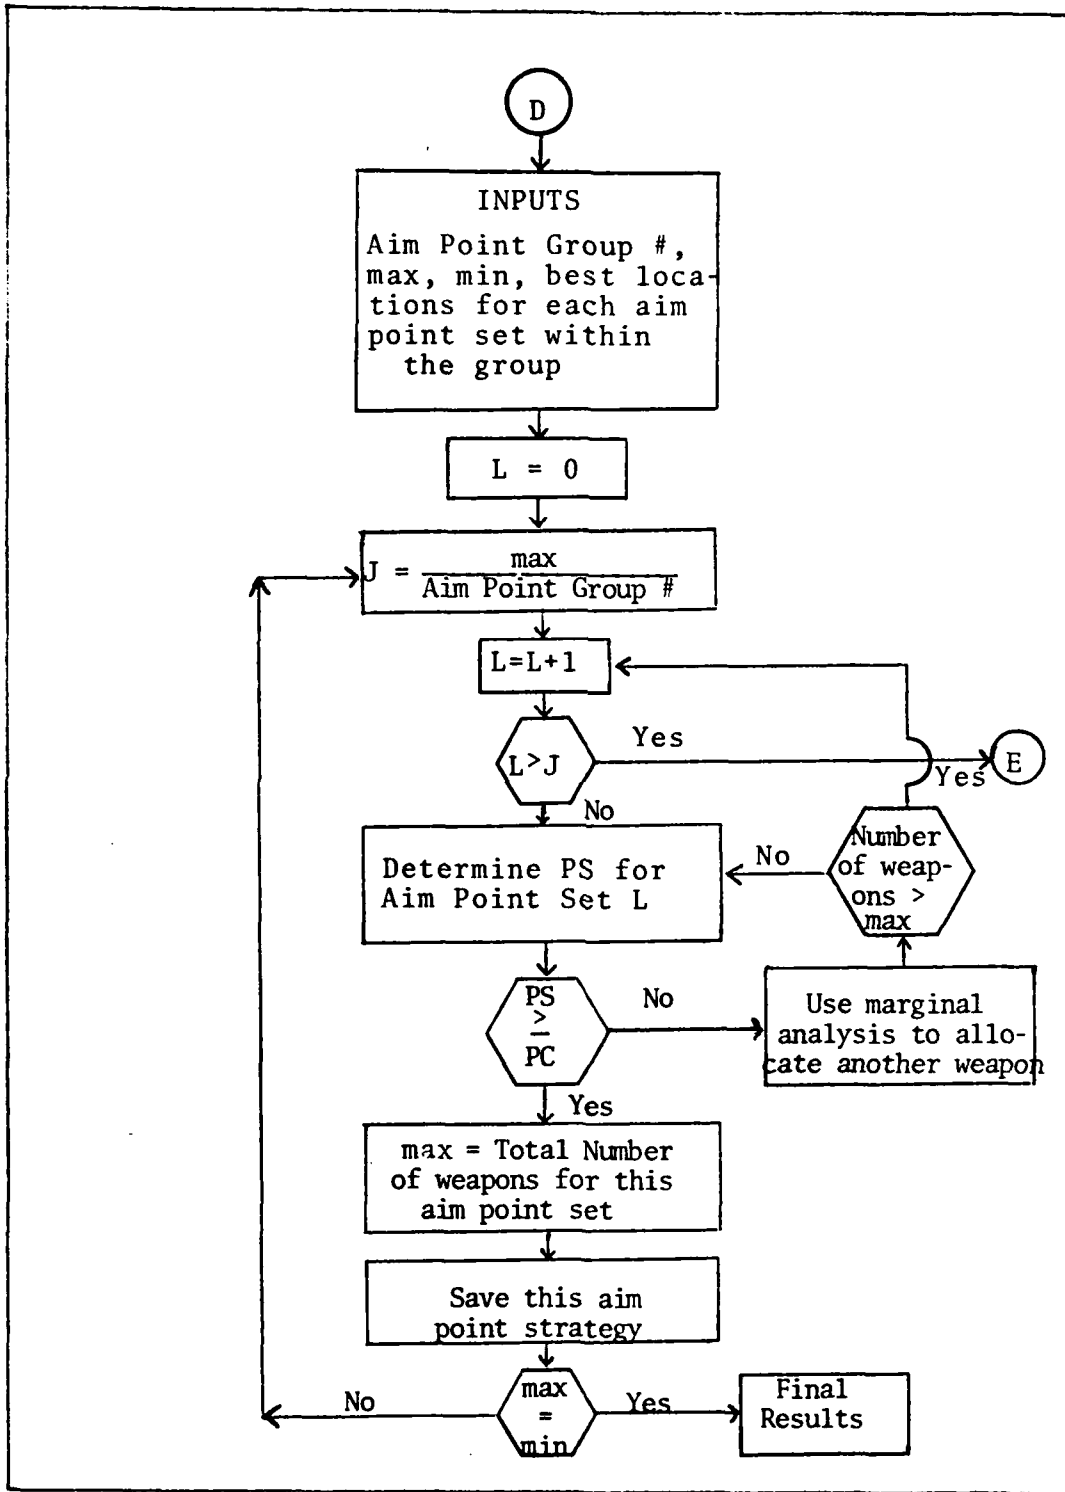 D
INPUTS
Aim Point Group #,
max, min, best loca-
tions for each aim
point set within
the group
L = 0
J = max
Aim Point Group #
L=L+1
L>J
Yes
E
No
Yes
Number
of weap-
ons >
max
No
Determine PS for
Aim Point Set L
PS
≥
PC
No
Use marginal
analysis to allo-
cate another weapon
Yes
max = Total Number
of weapons for this
aim point set
Save this aim
point strategy
max
=
min
No
Yes
Final
Results